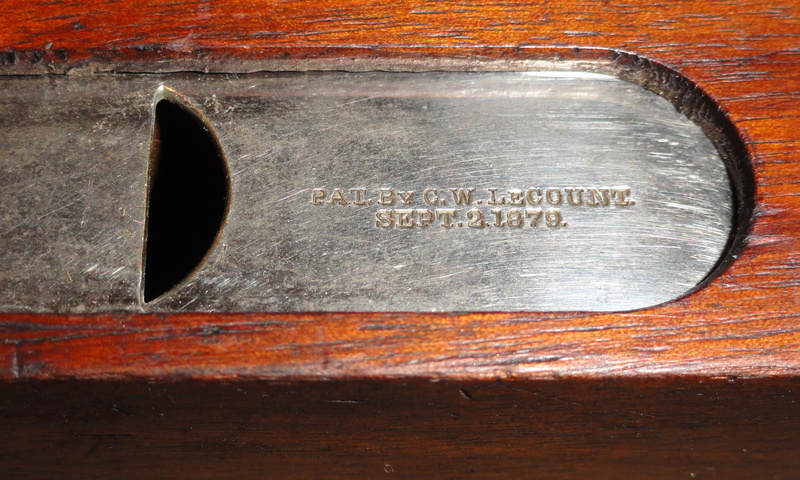 PAT. BY C.W. LECOUNT.
SEPT. 2. 1879.